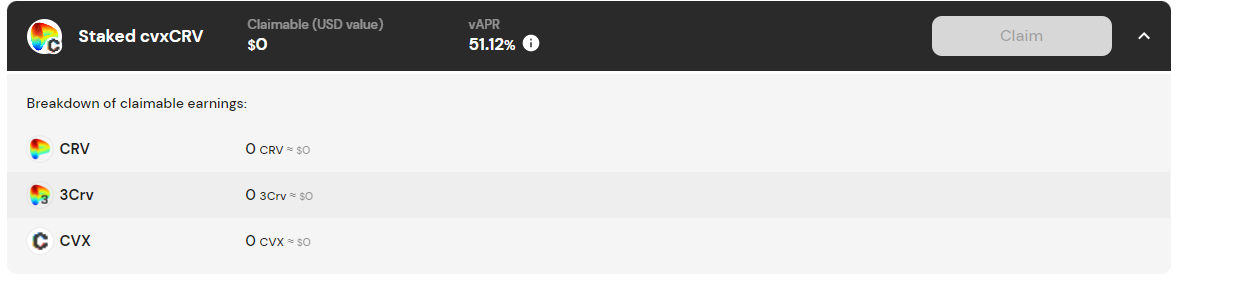 Staked cvxCRV
Claimable (USD value)
$0
vAPR
51.12%
Claim
Breakdown of claimable earnings:
CRV 0 CRV ≈ $0
3Crv 0 3Crv ≈ $0
CVX 0 CVX ≈ $0